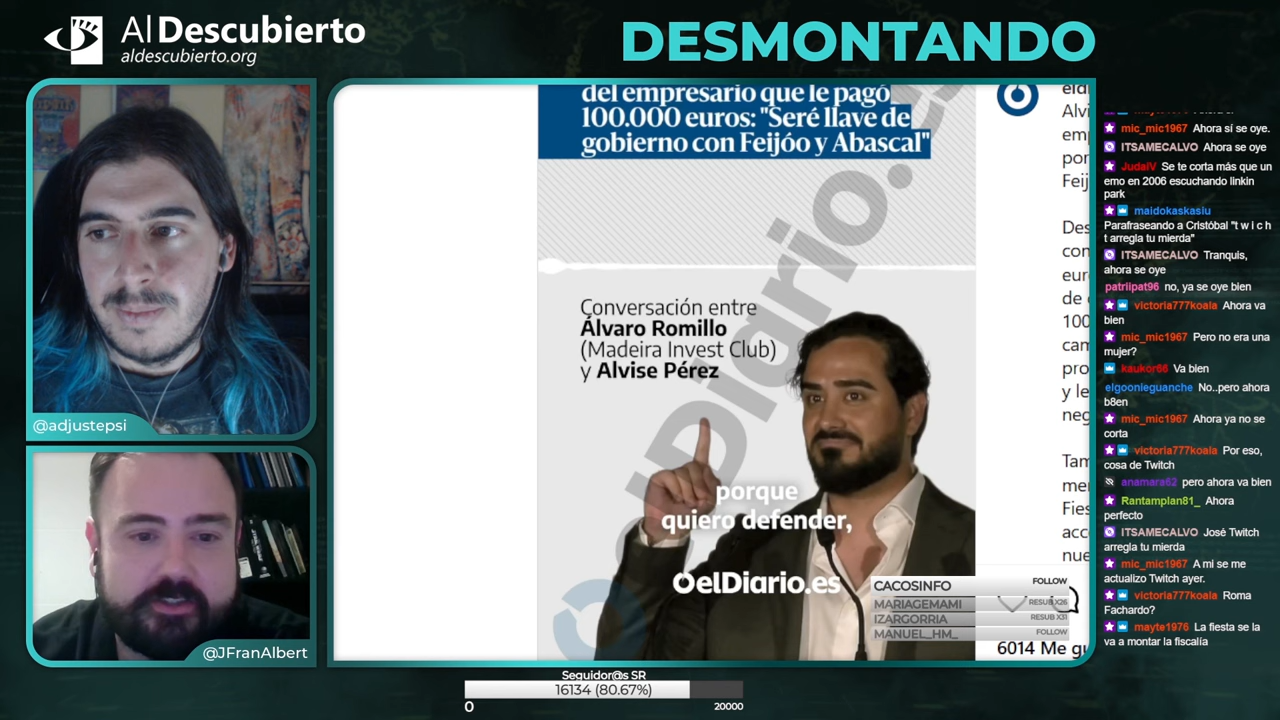 Al Descubierto
aldescubierto.org
DESMONTANDO
@adjustepsi
@JFranAlbert
del empresario que le pagó
100.000 euros: "Seré llave de
gobierno con Feijóo y Abascal"
Conversación entre
Álvaro Romillo
(Madeira Invest Club)
y Alvise Pérez
porque
quiero defender,
elDiario.es
elDiario.es
Alvi
emp
por
Feij
Des
con
euro
de
100
cam
pro
y le
neg
Tam
mer
Fies
acc
nue
CACOSINFO FOLLOW
MARIAGEMAMI RESUB X26
IZARGORRIA RESUB X31
MANUEL_HM_ FOLLOW
6014 Me gu
mic_mic1967 Ahora sí se oye.
ITSAMECALVO Ahora se oye
JudalV Se te corta más que un
emo en 2006 escuchando linkin
park
maidokaskasiu
Parafraseando a Cristóbal "t w i c h
t arregla tu mierda"
ITSAMECALVO Tranquis,
ahora se oye
patriipat96 no, ya se oye bien
victoria777koala Ahora va
bien
mic_mic1967 Pero no era una
mujer?
kaukor66 Va bien
elgoonieguanche No..pero ahora
b8en
mic_mic1967 Ahora ya no se
corta
victoria777koala Por eso,
cosa de Twitch
anamara62 pero ahora va bien
Rantamplan81_ Ahora
perfecto
ITSAMECALVO José Twitch
arregla tu mierda
mic_mic1967 A mi se me
actualizo Twitch ayer.
victoria777koala Roma
Fachardo?
mayte1976 La fiesta se la
va a montar la fiscalía
Seguidor@s SR
16134 (80.67%)
0 20000